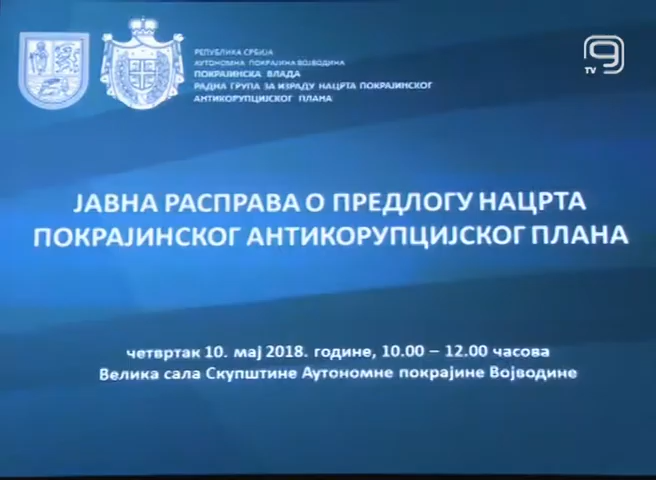 РЕПУБЛИКА СРБИЈА
АУТОНОМНА ПОКРАЈИНА ВОЈВОДИНА
ПОКРАЈИНСКА ВЛАДА
РАДНА ГРУПА ЗА ИЗРАДУ НАЦРТА ПОКРАЈИНСКОГ
АНТИКОРУПЦИЈСКОГ ПЛАНА
9
TV
ЈАВНА РАСПРАВА О ПРЕДЛОГУ НАЦРТА
ПОКРАЈИНСКОГ АНТИКОРУПЦИЈСКОГ ПЛАНА
четвртак 10. мај 2018. године, 10.00 – 12.00 часова
Велика сала Скупштине Аутономне покрајине Војводине